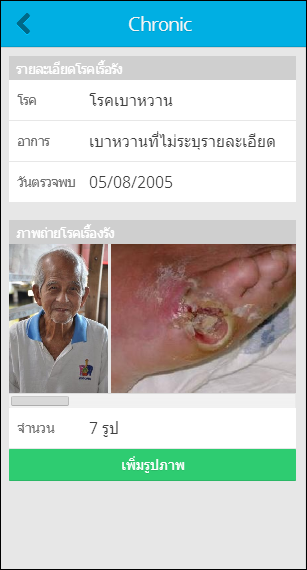 Chronic
รายละเอียดโรคเรื้อรัง
โรค โรคเบาหวาน
อาการ เบาหวานที่ไม่ระบุรายละเอียด
วันตรวจพบ 05/08/2005
ภาพถ่ายโรคเรื้องรัง
จำนวน 7 รูป
เพิ่มรูปภาพ